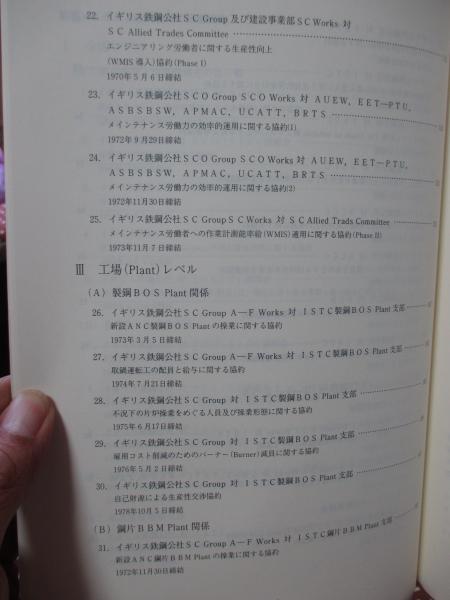 22. イギリス鉄鋼公社SC Group 及び建設事業部SC Works 対
SC Allied Trades Committee
エンジニアリング労働者に関する生産性向上
(WMIS 導入)協約(Phase I)
1970年5月6日締結
23. イギリス鉄鋼公社SCO Group SCO Works 対 AUEW, EET—PTU,
ASBSBSW, APMAC, UCATT, BRTS
メインテナンス労働力の効率的運用に関する協約(1)
1972年9月29日締結
24. イギリス鉄鋼公社SCO Group SCO Works 対 AUEW, EET—PTU,
ASBSBSW, APMAC, UCATT, BRTS
メインテナンス労働力の効率的運用に関する協約(2)
1972年11月30日締結
25. イギリス鉄鋼公社SC Group SC Works 対 SC Allied Trads Committee
メインテナンス労働者への作業計測能率給(WMIS)適用に関する協約(Phase II)
1973年11月7日締結
Ⅲ 工場(Plant)レベル
(A) 製鋼BOS Plant 関係
26. イギリス鉄鋼公社SC Group A—F Works 対 ISTC製鋼BOS Plant 支部
新設ANC製鋼BOS Plant の操業に関する協約
1973年3月5日締結
27. イギリス鉄鋼公社SC Group A—F Works 対 ISTC製鋼BOS Plant 支部
取鍋運転工の配員と給与に関する協約
1974年7月21日締結
28. イギリス鉄鋼公社SC Group 対 ISTC製鋼BOS Plant 支部
不況下の片炉操業をめぐる人員及び操業形態に関する協約
1975年6月17日締結
29. イギリス鉄鋼公社SC Group 対 ISTC製鋼BOS Plant 支部
雇用コスト削減のためのバーナー(Burner)減員に関する協約
1976年5月2日締結
30. イギリス鉄鋼公社SC Group 対 ISTC製鋼BOS Plant 支部
自己財源による生産性交渉協約
1978年10月5日締結
(B) 鋼片BBM Plant 関係
31. イギリス鉄鋼公社SC Group A—F Works 対 ISTC鋼片BBM Plant 支部
新設ANC鋼片BBM Plant の操業に関する協約
1972年11月30日締結